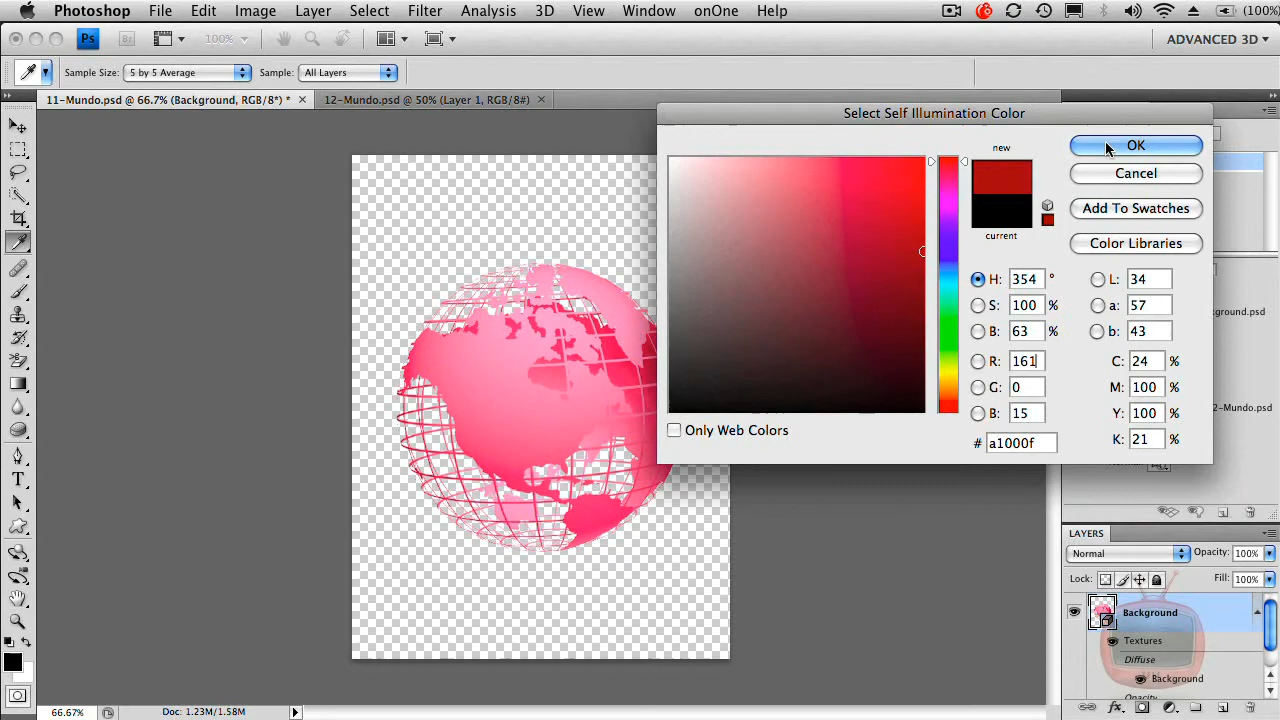 Photoshop File Edit Image Layer Select Filter Analysis 3D View Window onOne Help (100%)
Ps Br 100% ADVANCED 3D
Sample Size: 5 by 5 Average Sample: All Layers
11-Mundo.psd @ 66.7% (Background, RGB/8*) * 12-Mundo.psd @ 50% (Layer 1, RGB/8#)
Select Self Illumination Color
new
current
OK
Cancel
Add To Swatches
Color Libraries
H: 354 ° L: 34
S: 100 % a: 57
B: 63 % b: 43
R: 161 C: 24 %
G: 0 M: 100 %
B: 15 Y: 100 %
# a1000f K: 21 %
Only Web Colors
ground.psd
2-Mundo.psd
LAYERS
Normal Opacity: 100%
Lock: Fill: 100%
Background
Textures
Diffuse
Background
66.67% Doc: 1.23M/1.58M